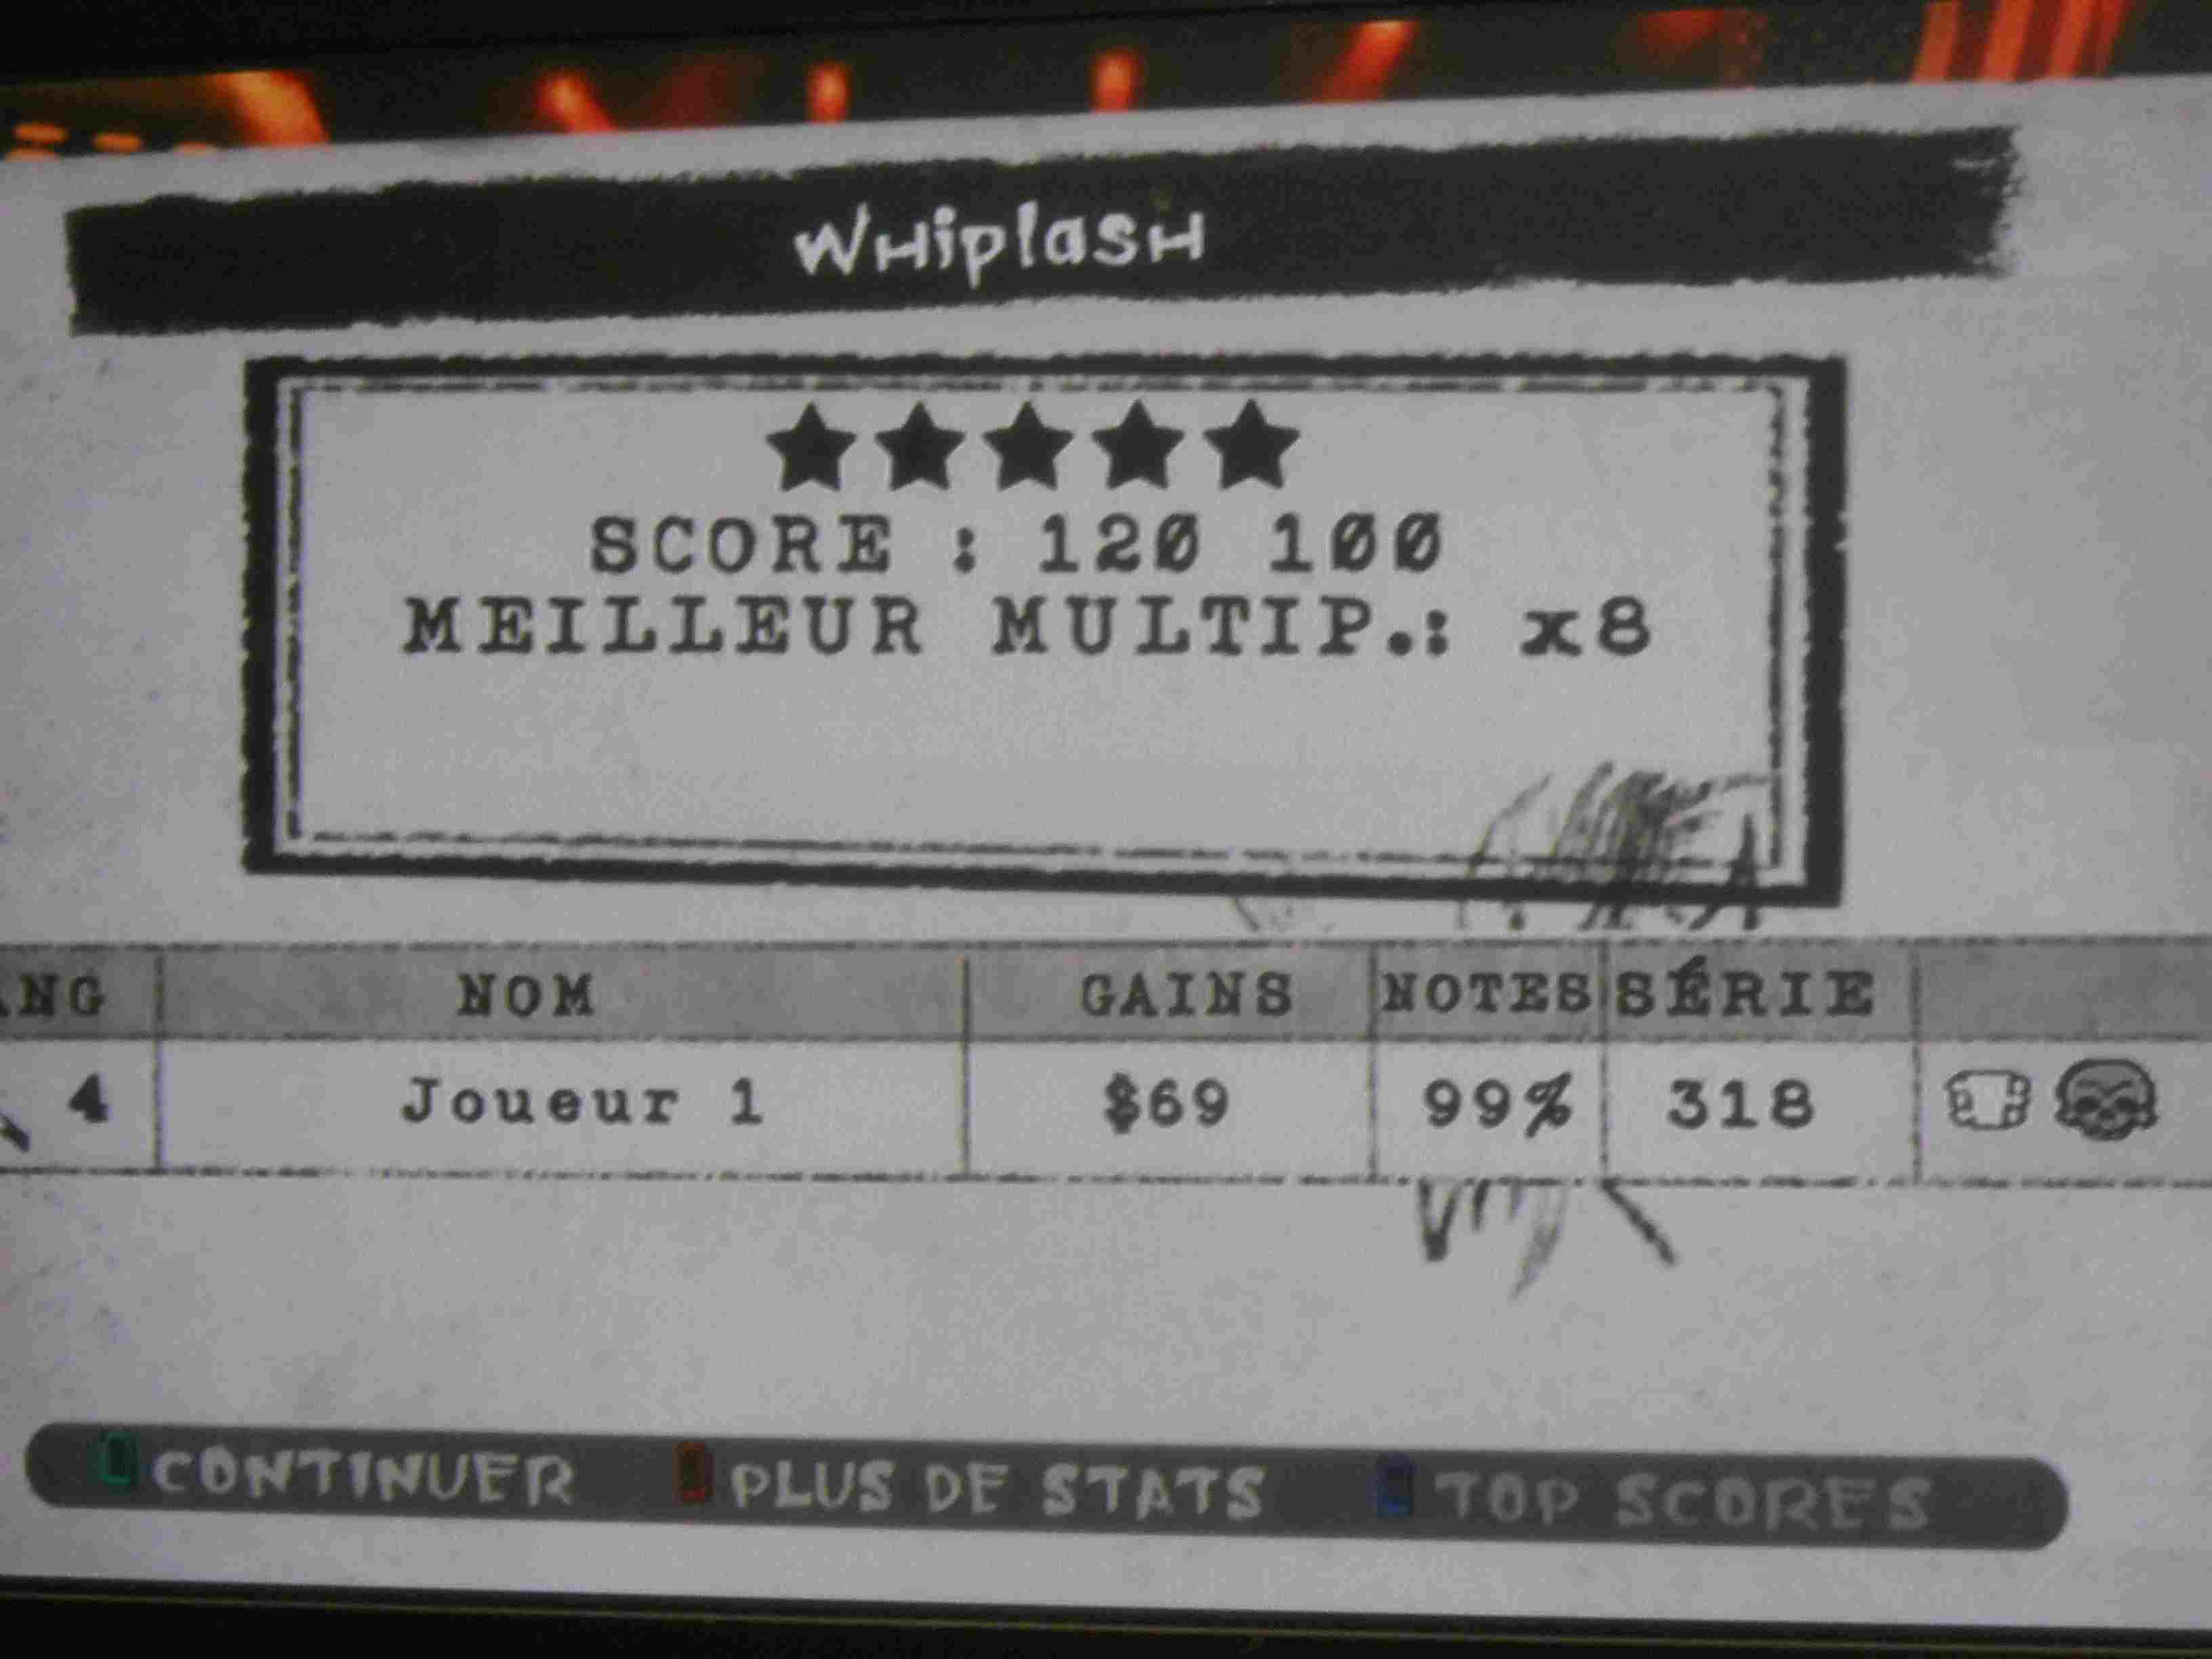 WHiplasH
SCORE : 120 100
MEILLEUR MULTIP.: x8
ANG NOM GAINS NOTES SÉRIE
4 Joueur 1 $69 99% 318
CONTINUER PLUS DE STATS TOP SCORES